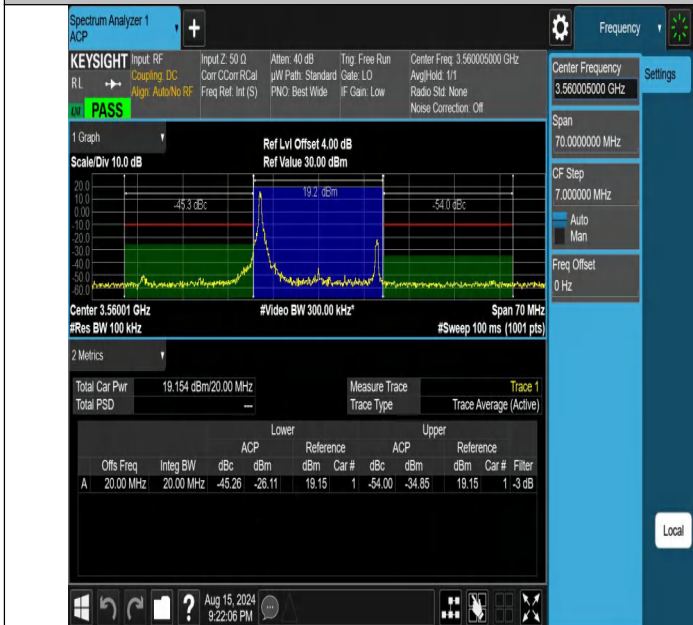 Spectrum Analyzer 1
ACP
+
Frequency
KEYSIGHT
Input: RF
Coupling: DC
Align: Auto/No RF
Input Z: 50 Ω
Corr CCorr RCal
Freq Ref: Int (S)
Atten: 40 dB
µW Path: Standard
PNO: Best Wide
Trig: Free Run
Gate: LO
IF Gain: Low
Center Freq: 3.560005000 GHz
Avg|Hold: 1/1
Radio Std: None
Noise Correction: Off
RL
PASS
Center Frequency
3.560005000 GHz
Settings
Span
70.0000000 MHz
CF Step
7.000000 MHz
Auto
Man
Freq Offset
0 Hz
Local
1 Graph
Scale/Div 10.0 dB
Ref Lvl Offset 4.00 dB
Ref Value 30.00 dBm
20.0
10.0
0.00
-10.0
-20.0
-30.0
-40.0
-50.0
-60.0
-45.3 dBc
19.2 dBm
-54.0 dBc
Center 3.56001 GHz
#Video BW 300.00 kHz*
Span 70 MHz
#Res BW 100 kHz
#Sweep 100 ms (1001 pts)
2 Metrics
Total Car Pwr 19.154 dBm/20.00 MHz
Total PSD ---
Measure Trace Trace 1
Trace Type Trace Average (Active)
Lower Upper
ACP Reference ACP Reference
Offs Freq Integ BW dBc dBm dBm Car # dBc dBm dBm Car # Filter
A 20.00 MHz 20.00 MHz -45.26 -26.11 19.15 1 -54.00 -34.85 19.15 1 -3 dB
?
Aug 15, 2024
9:22:06 PM